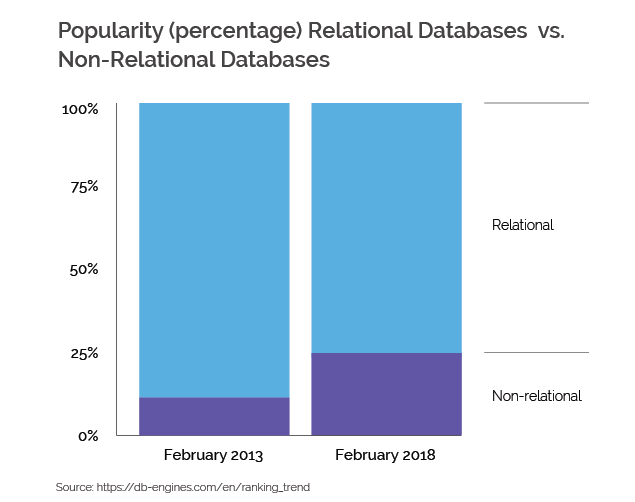 Popularity (percentage) Relational Databases vs.
Non-Relational Databases
100%
75%
50%
25%
0%
Relational
Non-relational
February 2013
February 2018
Source: https://db-engines.com/en/ranking_trend